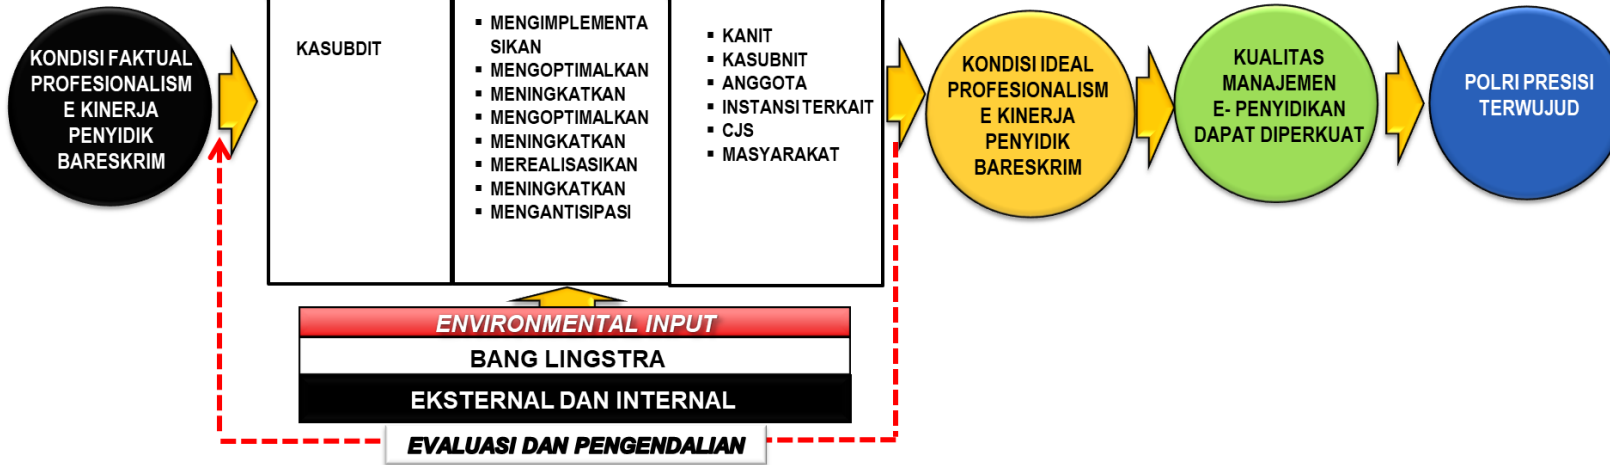 KONDISI FAKTUAL
PROFESIONALISM
E KINERJA
PENYIDIK
BARESKRIM
KASUBDIT
▪ MENGIMPLEMENTA
SIKAN
▪ MENGOPTIMALKAN
▪ MENINGKATKAN
▪ MENGOPTIMALKAN
▪ MENINGKATKAN
▪ MEREALISASIKAN
▪ MENINGKATKAN
▪ MENGANTISIPASI
▪ KANIT
▪ KASUBNIT
▪ ANGGOTA
▪ INSTANSI TERKAIT
▪ CJS
▪ MASYARAKAT
KONDISI IDEAL
PROFESIONALISM
E KINERJA
PENYIDIK
BARESKRIM
KUALITAS
MANAJEMEN
E- PENYIDIKAN
DAPAT DIPERKUAT
POLRI PRESISI
TERWUJUD
ENVIRONMENTAL INPUT
BANG LINGSTRA
EKSTERNAL DAN INTERNAL
EVALUASI DAN PENGENDALIAN